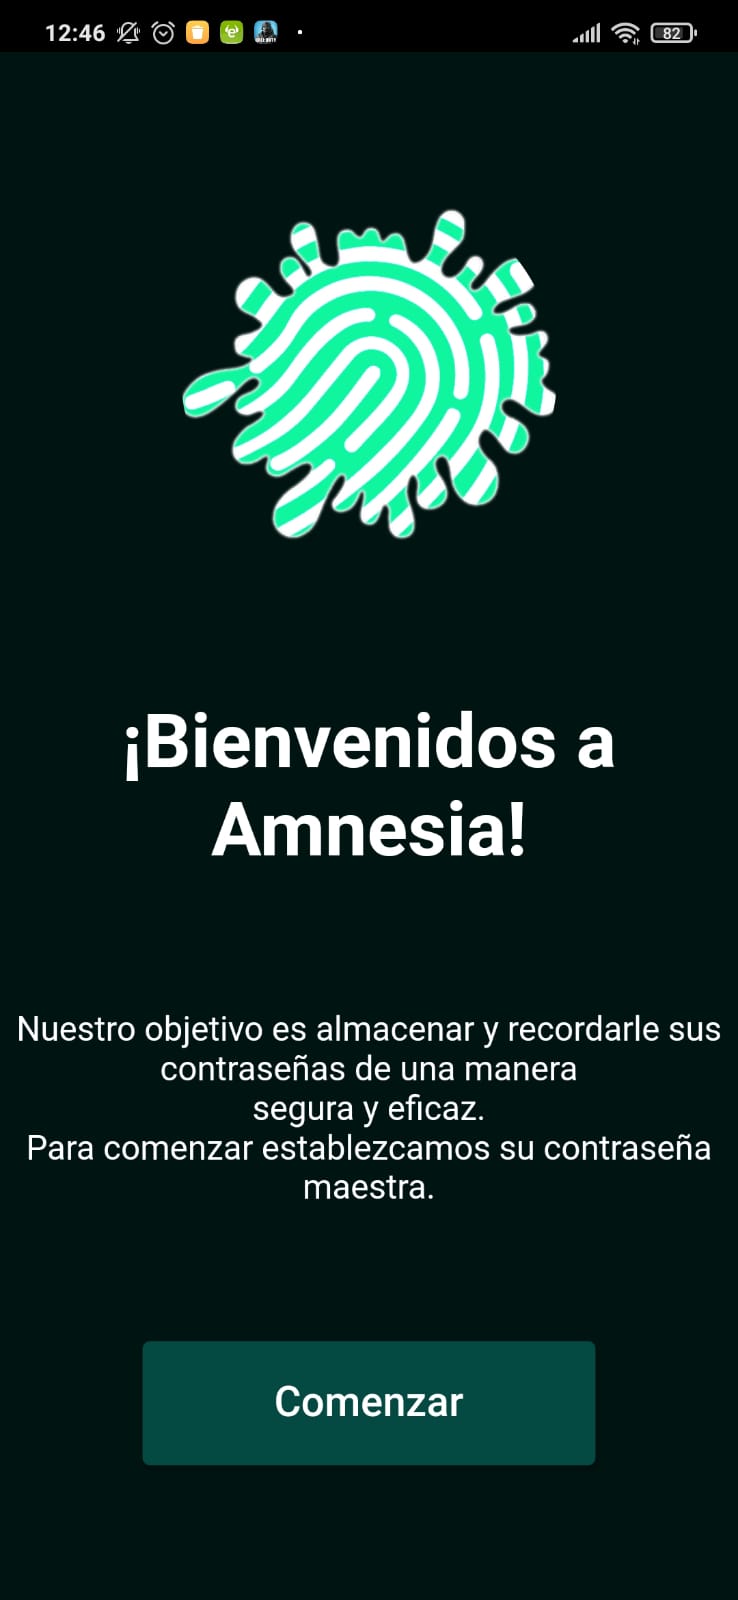 12:46
82
¡Bienvenidos a
Amnesia!
Nuestro objetivo es almacenar y recordarle sus
contraseñas de una manera
segura y eficaz.
Para comenzar establezcamos su contraseña
maestra.
Comenzar